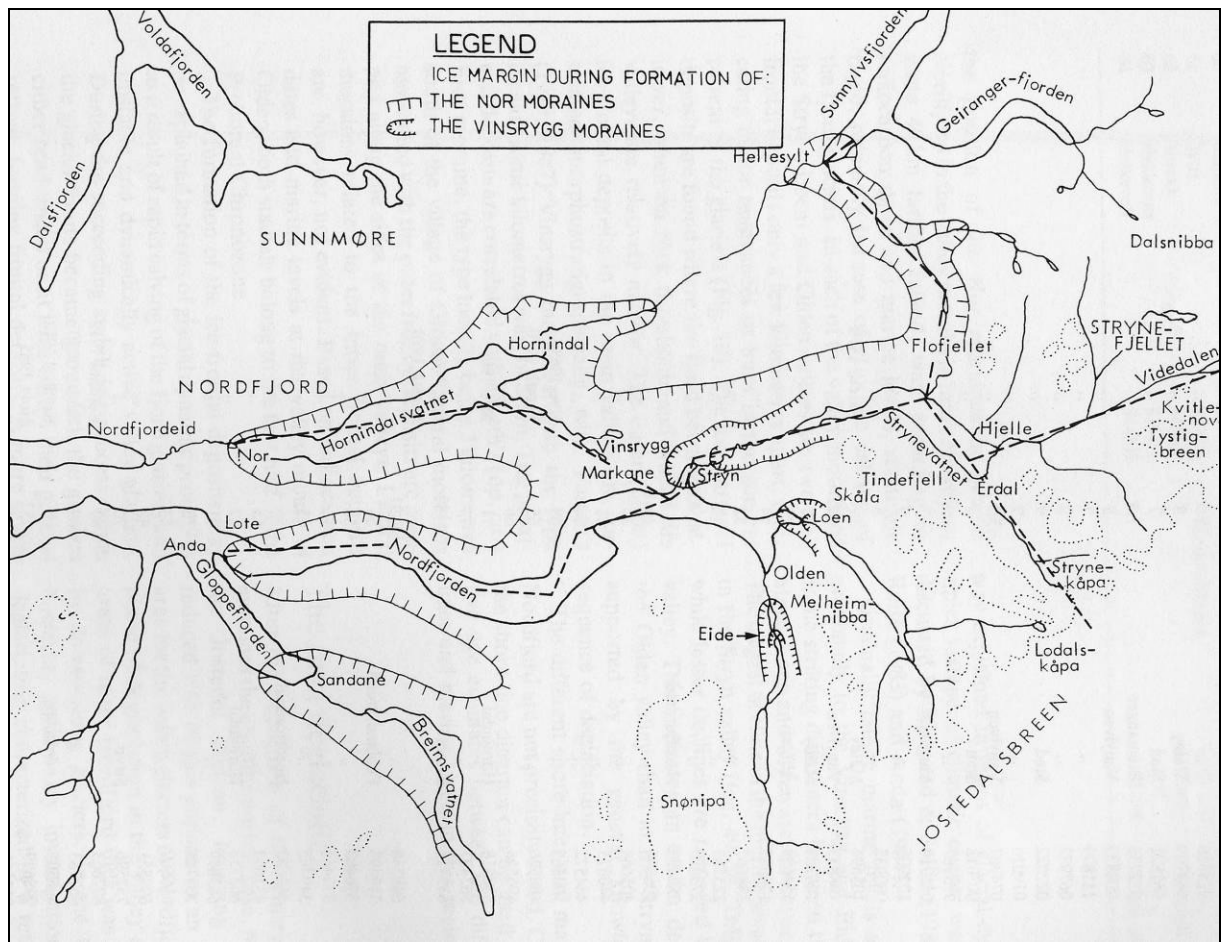 Voldafjorden
Dalsfjorden
LEGEND
ICE MARGIN DURING FORMATION OF:
THE NOR MORAINES
THE VINSRYGG MORAINES
Sunnylvsfjorden
Geiranger-fjorden
Hellesylt
SUNNMØRE
Dalsnibba
Hornindal
Flofjellet
STRYNE-
FJELLET
NORDFJORD
Videdalen
Hornindalsvatnet
Nordfjordeid
Nor
Vinsrygg
Markane
Stryn
Strynevatnet
Hjelle
Kvitle-
nov
Tystig-
breen
Tindefjell
Erdal
Skåla
Loen
Lote
Anda
Nordfjorden
Gloppefjorden
Olden
Melheim-
nibba
Stryne-
kåpa
Eide
Lodals-
kåpa
Sandane
Breimsvatnet
Snønipa
JOSTEDALSBREEN